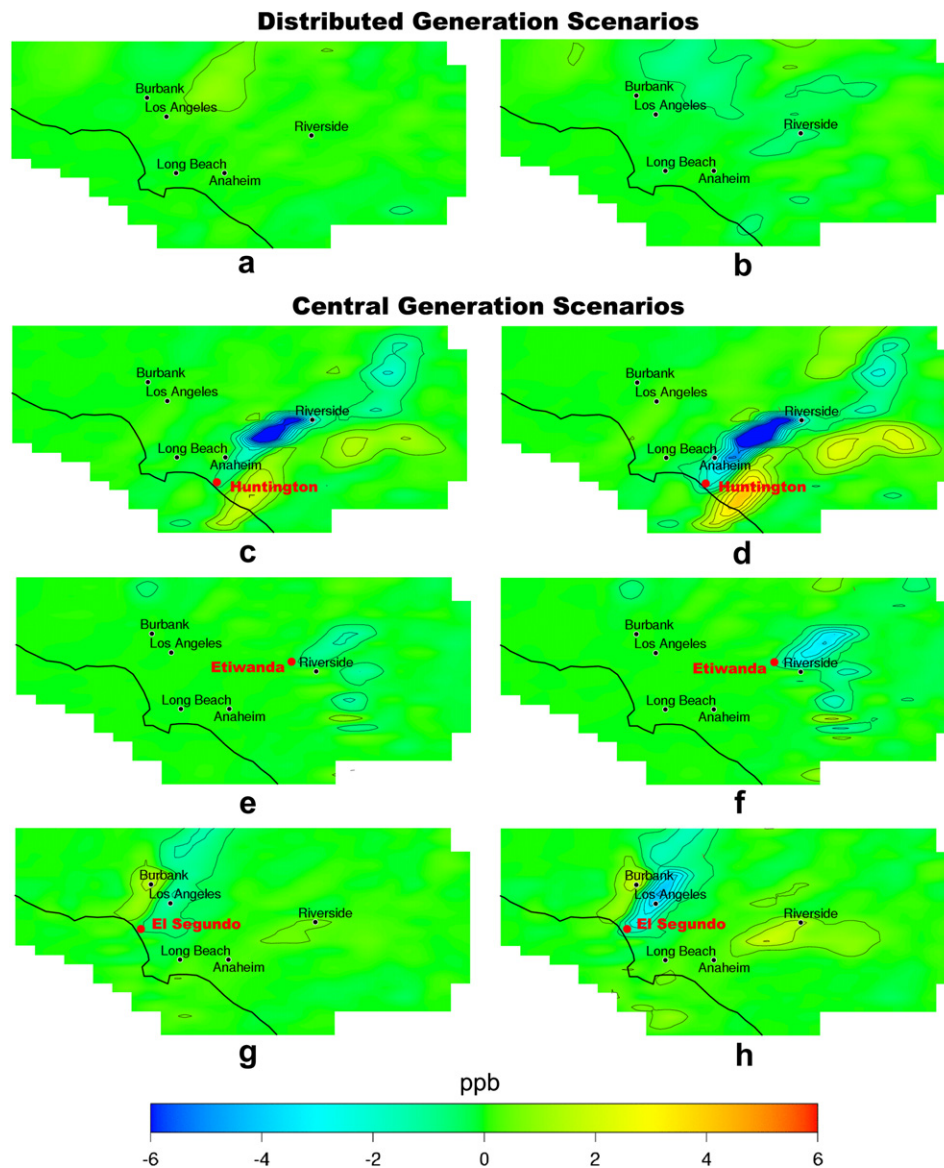 Distributed Generation Scenarios
Burbank
Los Angeles
Riverside
Long Beach
Anaheim
a
Burbank
Los Angeles
Riverside
Long Beach
Anaheim
b
Central Generation Scenarios
Burbank
Los Angeles
Riverside
Long Beach
Anaheim
Huntington
c
Burbank
Los Angeles
Riverside
Long Beach
Anaheim
Huntington
d
Burbank
Los Angeles
Etiwanda
Riverside
Long Beach
Anaheim
e
Burbank
Los Angeles
Etiwanda
Riverside
Long Beach
Anaheim
f
Burbank
Los Angeles
El Segundo
Riverside
Long Beach
Anaheim
g
Burbank
Los Angeles
El Segundo
Riverside
Long Beach
Anaheim
h
ppb
-6 -4 -2 0 2 4 6